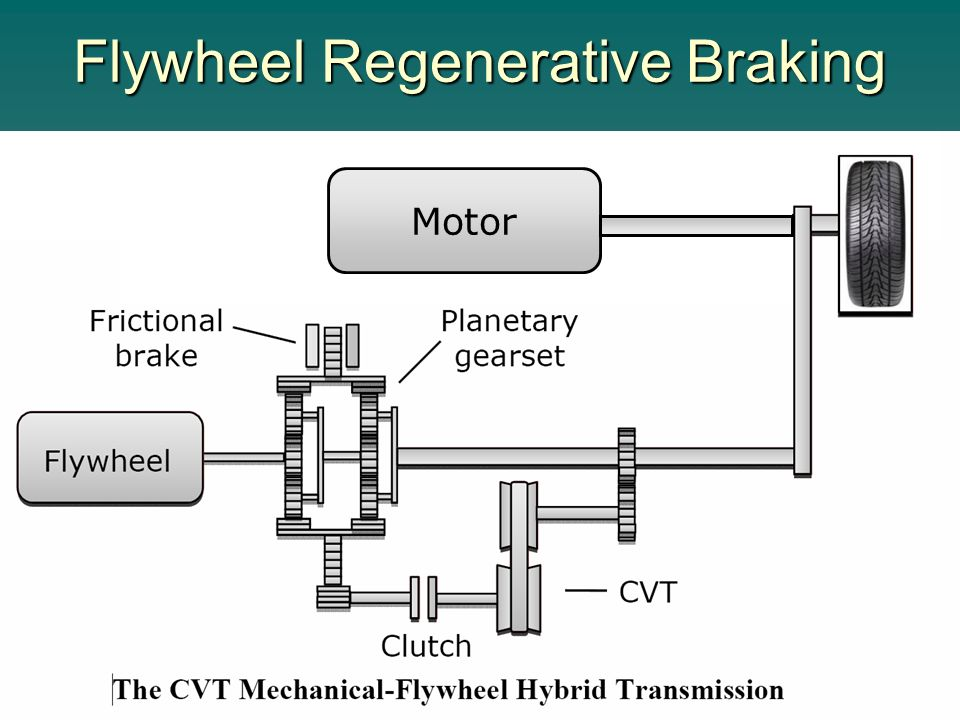 Flywheel Regenerative Braking
Motor
Frictional
brake
Planetary
gearset
Flywheel
CVT
Clutch
The CVT Mechanical-Flywheel Hybrid Transmission